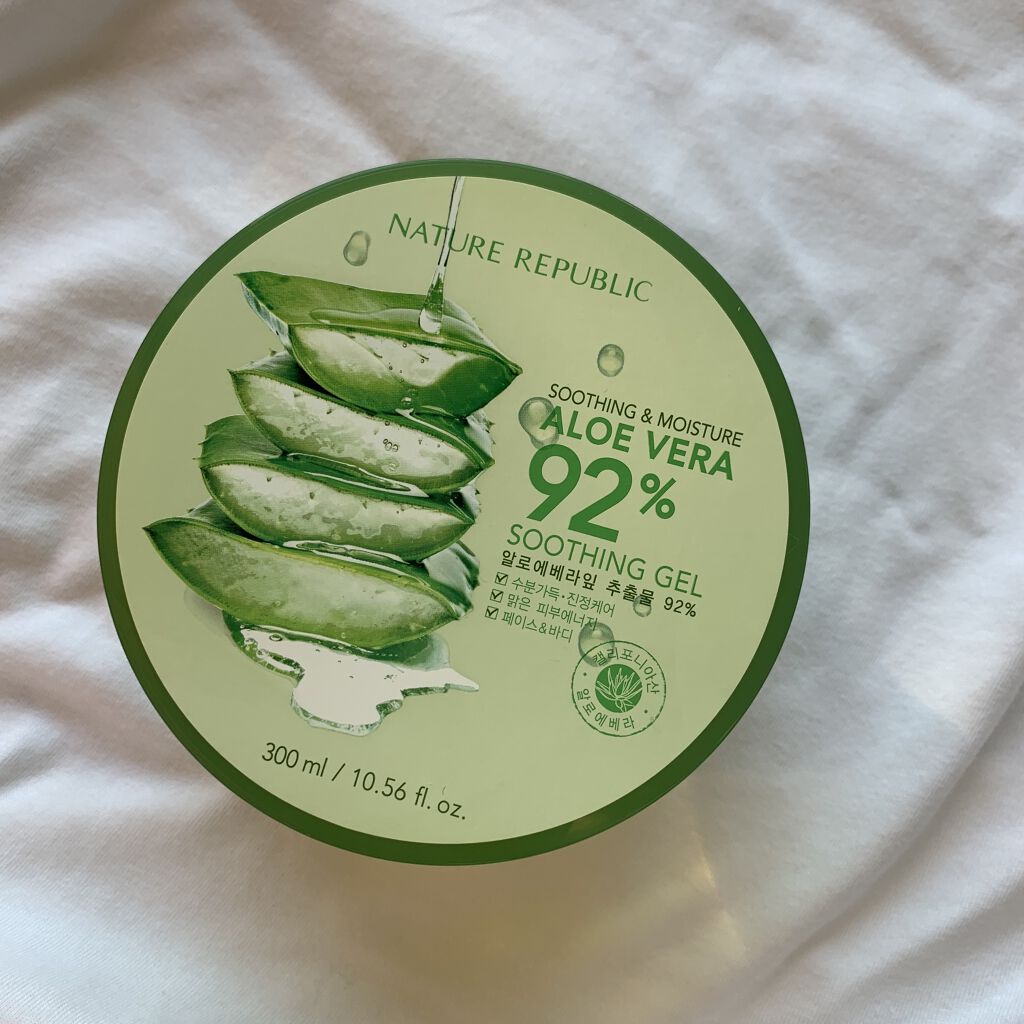 NATURE REPUBLIC
SOOTHING & MOISTURE
ALOE VERA
92%
SOOTHING GEL
알로에베라잎 추출물 92%
수분가득·진정케어
맑은 피부에너지
페이스&바디
캘리포니아산
알로에베라
300 ml / 10.56 fl. oz.